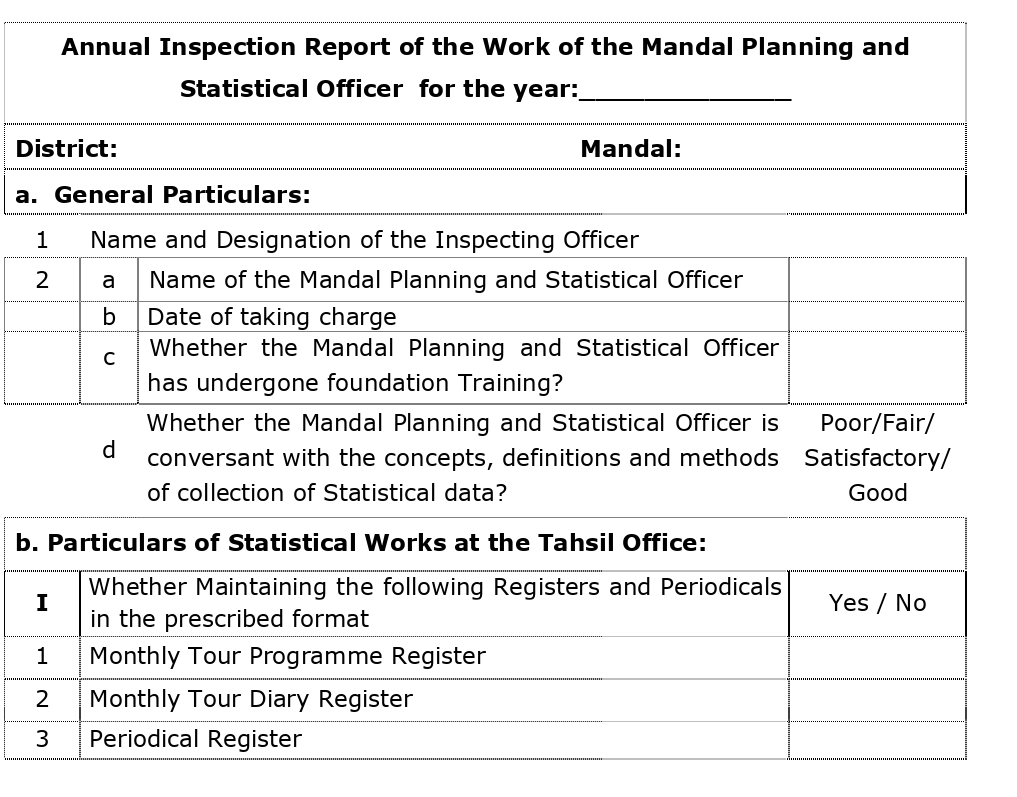 Annual Inspection Report of the Work of the Mandal Planning and
Statistical Officer for the year:________________
District: Mandal:
a. General Particulars:
1 Name and Designation of the Inspecting Officer
2 a Name of the Mandal Planning and Statistical Officer
b Date of taking charge
c Whether the Mandal Planning and Statistical Officer
has undergone foundation Training?
d Whether the Mandal Planning and Statistical Officer is
conversant with the concepts, definitions and methods
of collection of Statistical data?
Poor/Fair/
Satisfactory/
Good
b. Particulars of Statistical Works at the Tahsil Office:
I Whether Maintaining the following Registers and Periodicals
in the prescribed format
Yes / No
1 Monthly Tour Programme Register
2 Monthly Tour Diary Register
3 Periodical Register